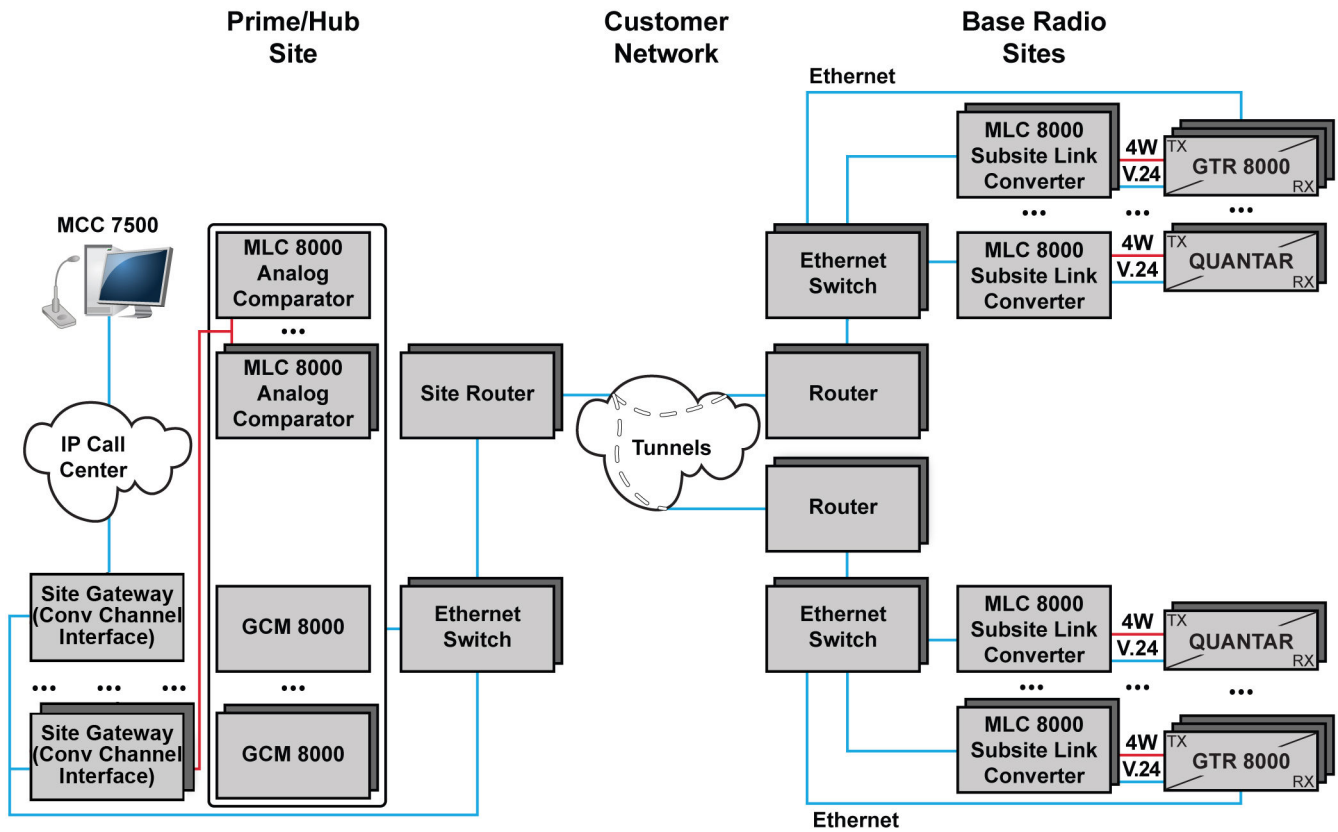 Prime/Hub
Site
Customer
Network
Base Radio
Sites
Ethernet
MCC 7500
IP Call
Center
Site Gateway
(Conv Channel
Interface)
... ... ...
Site Gateway
(Conv Channel
Interface)
MLC 8000
Analog
Comparator
...
MLC 8000
Analog
Comparator
GCM 8000
...
GCM 8000
Site Router
Ethernet
Switch
Tunnels
Ethernet
Switch
Router
Router
Ethernet
Switch
MLC 8000
Subsite Link
Converter
4W
V.24
TX
GTR 8000
RX
... ... ...
MLC 8000
Subsite Link
Converter
4W
V.24
TX
QUANTAR
RX
MLC 8000
Subsite Link
Converter
4W
V.24
TX
QUANTAR
RX
... ... ...
MLC 8000
Subsite Link
Converter
4W
V.24
TX
GTR 8000
RX
Ethernet